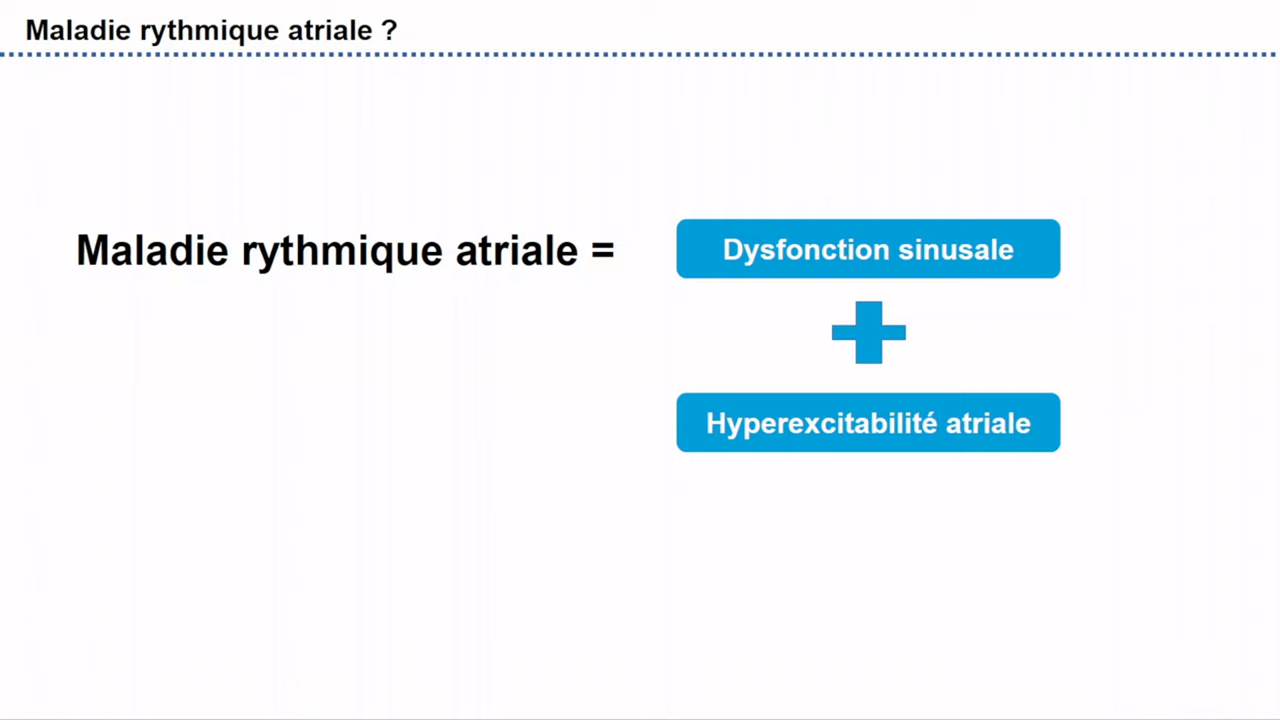 Maladie rythmique atriale ?
Maladie rythmique atriale =
Dysfonction sinusale
Hyperexcitabilité atriale